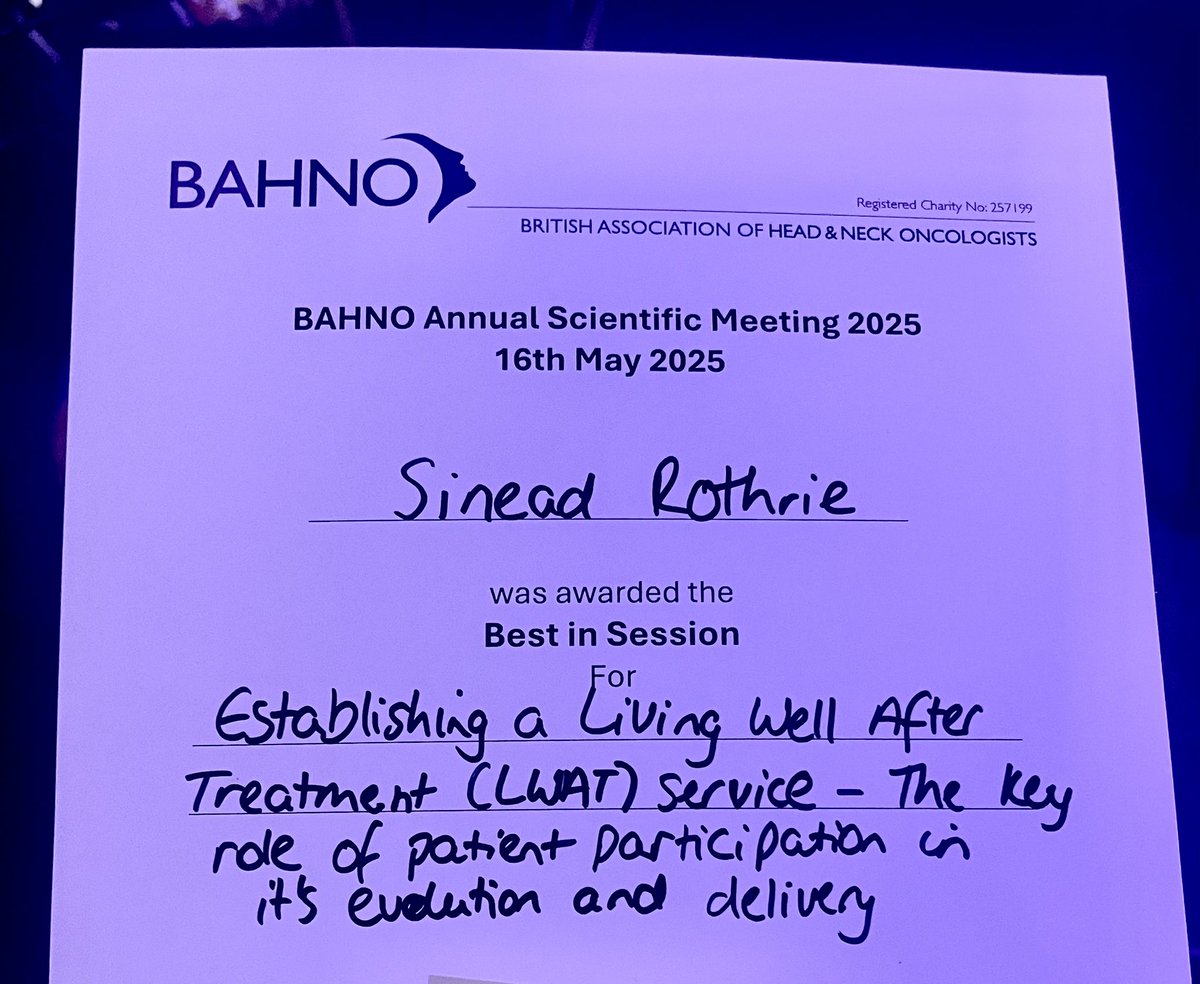 BAHNO
Registered Charity No: 257199
BRITISH ASSOCIATION OF HEAD & NECK ONCOLOGISTS
BAHNO Annual Scientific Meeting 2025
16th May 2025
Sinead Rothrie
was awarded the
Best in Session
For
Establishing a Living Well After
Treatment (LWAT) service – The key
role of patient participation in
it's evolution and delivery